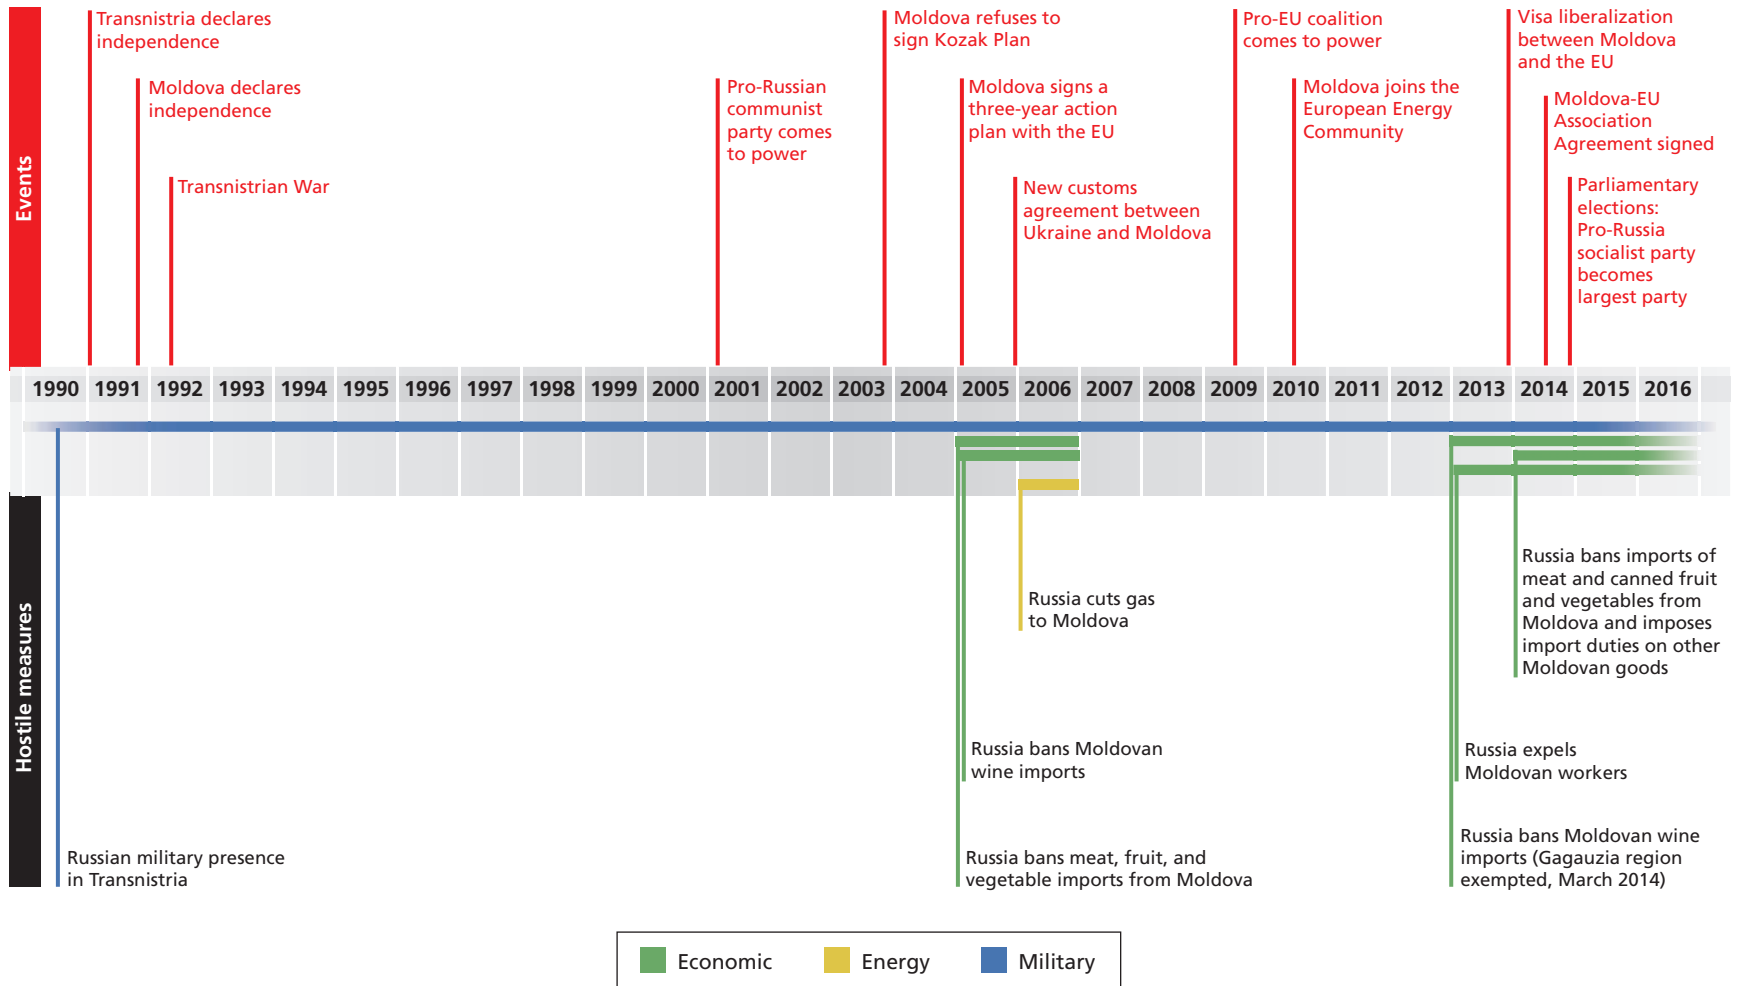 Events
Transnistria declares
independence
Moldova declares
independence
Transnistrian War
Pro-Russian
communist
party comes
to power
Moldova refuses to
sign Kozak Plan
Moldova signs a
three-year action
plan with the EU
New customs
agreement between
Ukraine and Moldova
Pro-EU coalition
comes to power
Moldova joins the
European Energy
Community
Visa liberalization
between Moldova
and the EU
Moldova-EU
Association
Agreement signed
Parliamentary
elections:
Pro-Russia
socialist party
becomes
largest party
1990 1991 1992 1993 1994 1995 1996 1997 1998 1999 2000 2001 2002 2003 2004 2005 2006 2007 2008 2009 2010 2011 2012 2013 2014 2015 2016
Hostile measures
Russian military presence
in Transnistria
Russia cuts gas
to Moldova
Russia bans Moldovan
wine imports
Russia bans meat, fruit, and
vegetable imports from Moldova
Russia bans imports of
meat and canned fruit
and vegetables from
Moldova and imposes
import duties on other
Moldovan goods
Russia expels
Moldovan workers
Russia bans Moldovan wine
imports (Gagauzia region
exempted, March 2014)
Economic Energy Military